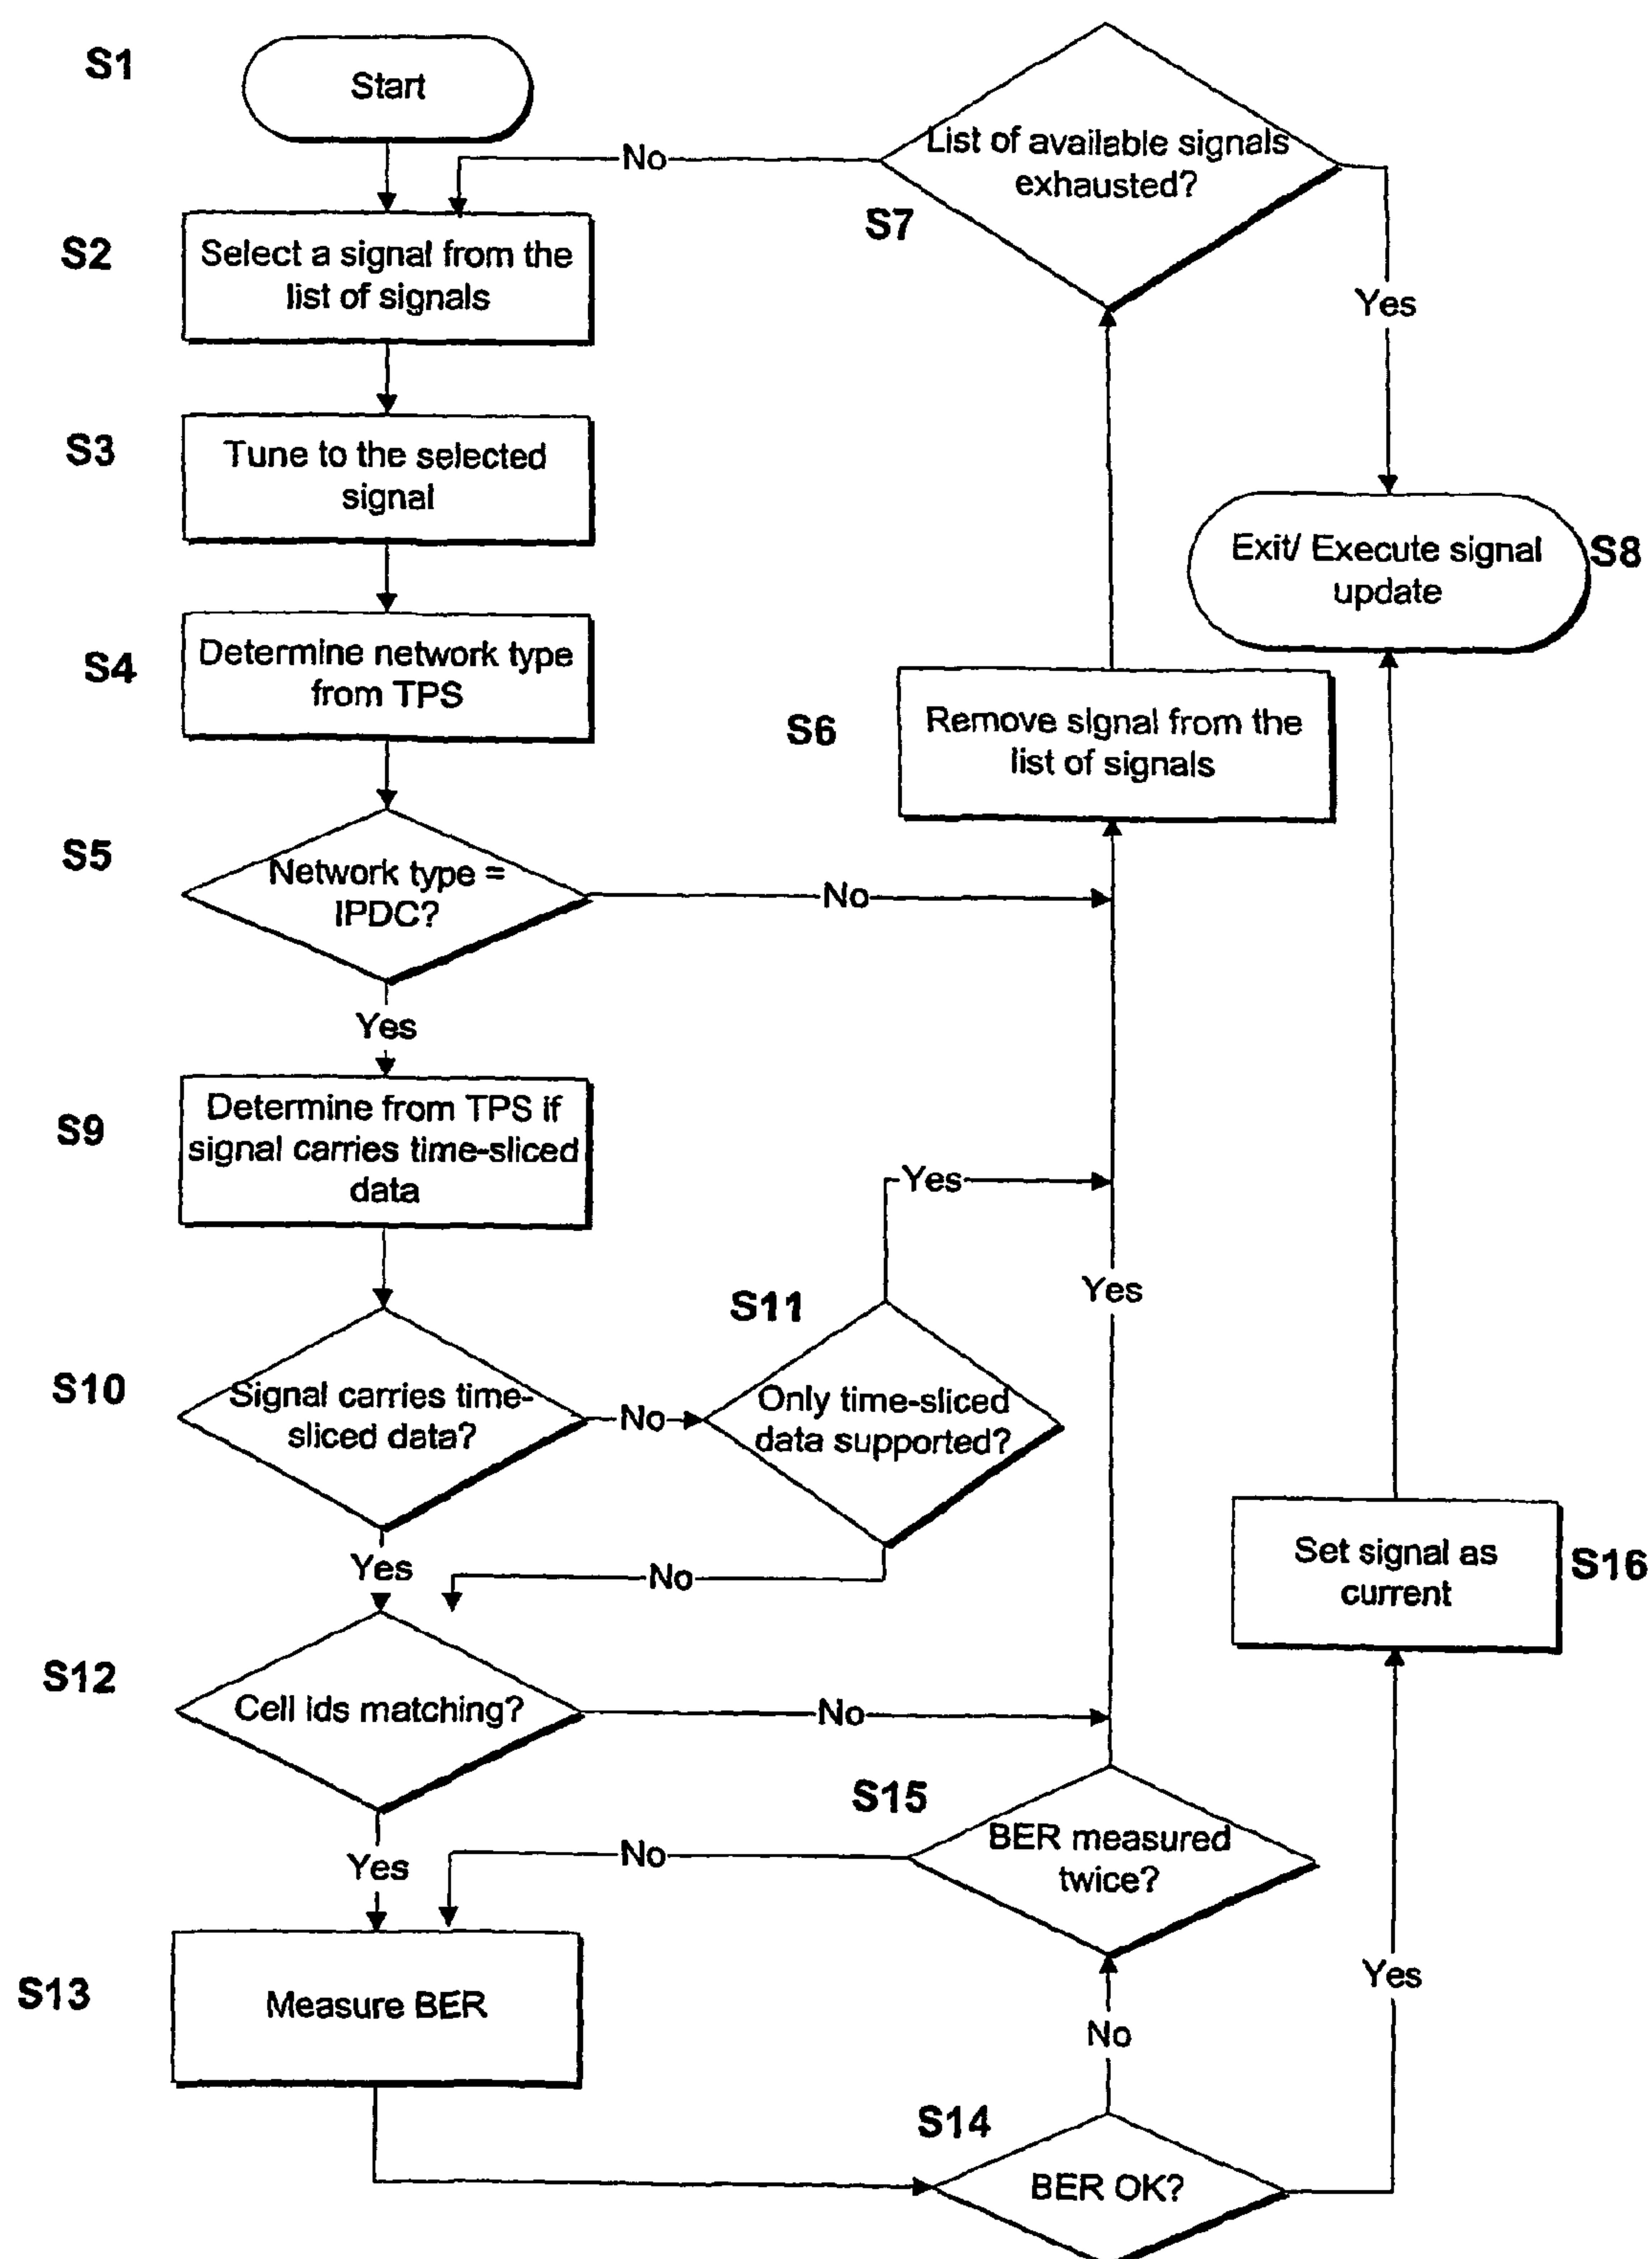 S1
Start
No
List of available signals
exhausted?
S7
S2
Select a signal from the
list of signals
Yes
S3
Tune to the selected
signal
Exit/ Execute signal
update
S8
S4
Determine network type
from TPS
S6
Remove signal from the
list of signals
S5
Network type =
IPDC?
No
Yes
S9
Determine from TPS if
signal carries time-sliced
data
Yes
Yes
S11
S10
Signal carries time-
sliced data?
No
Only time-sliced
data supported?
Yes
No
Set signal as
current
S16
S12
Cell ids matching?
No
S15
BER measured
twice?
No
Yes
S13
Measure BER
Yes
No
S14
BER OK?